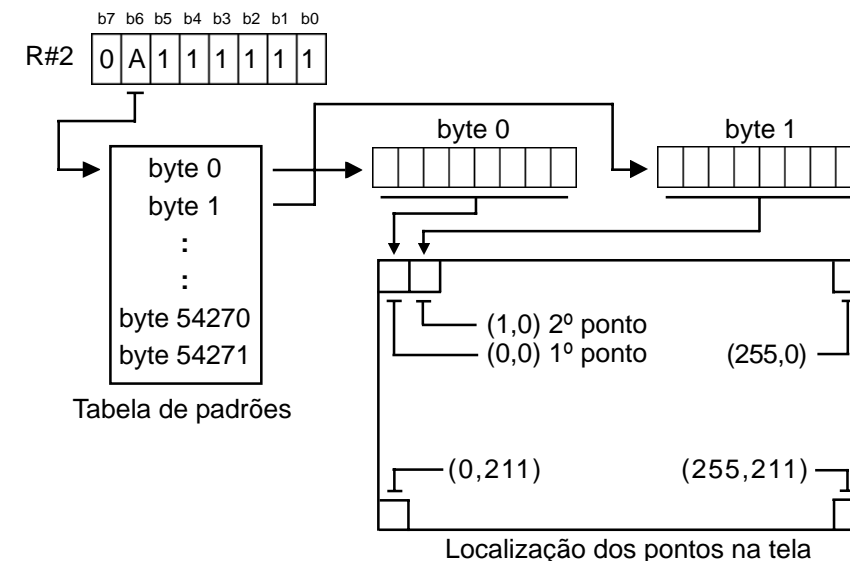 b7 b6 b5 b4 b3 b2 b1 b0
R#2 0 A 1 1 1 1 1 1
byte 0
byte 1
:
:
byte 54270
byte 54271
Tabela de padrões
byte 0
byte 1
(1,0) 2º ponto
(0,0) 1º ponto
(255,0)
(0,211)
(255,211)
Localização dos pontos na tela